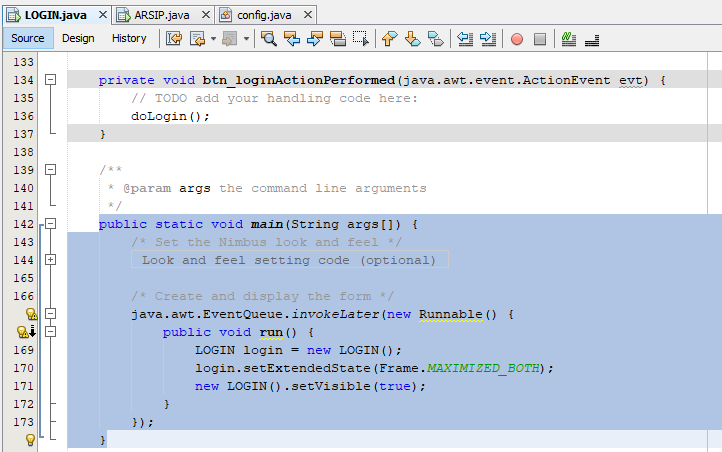 LOGIN.java ARSIP.java config.java
Source Design History
133
134 private void btn_loginActionPerformed(java.awt.event.ActionEvent evt) {
135 // TODO add your handling code here:
136 doLogin();
137 }
138
139 /**
140 * @param args the command line arguments
141 */
142 public static void main(String args[]) {
143 /* Set the Nimbus look and feel */
144 Look and feel setting code (optional)
165
166 /* Create and display the form */
java.awt.EventQueue.invokeLater(new Runnable() {
public void run() {
169 LOGIN login = new LOGIN();
170 login.setExtendedState(Frame.MAXIMIZED_BOTH);
171 new LOGIN().setVisible(true);
172 }
173 });
}